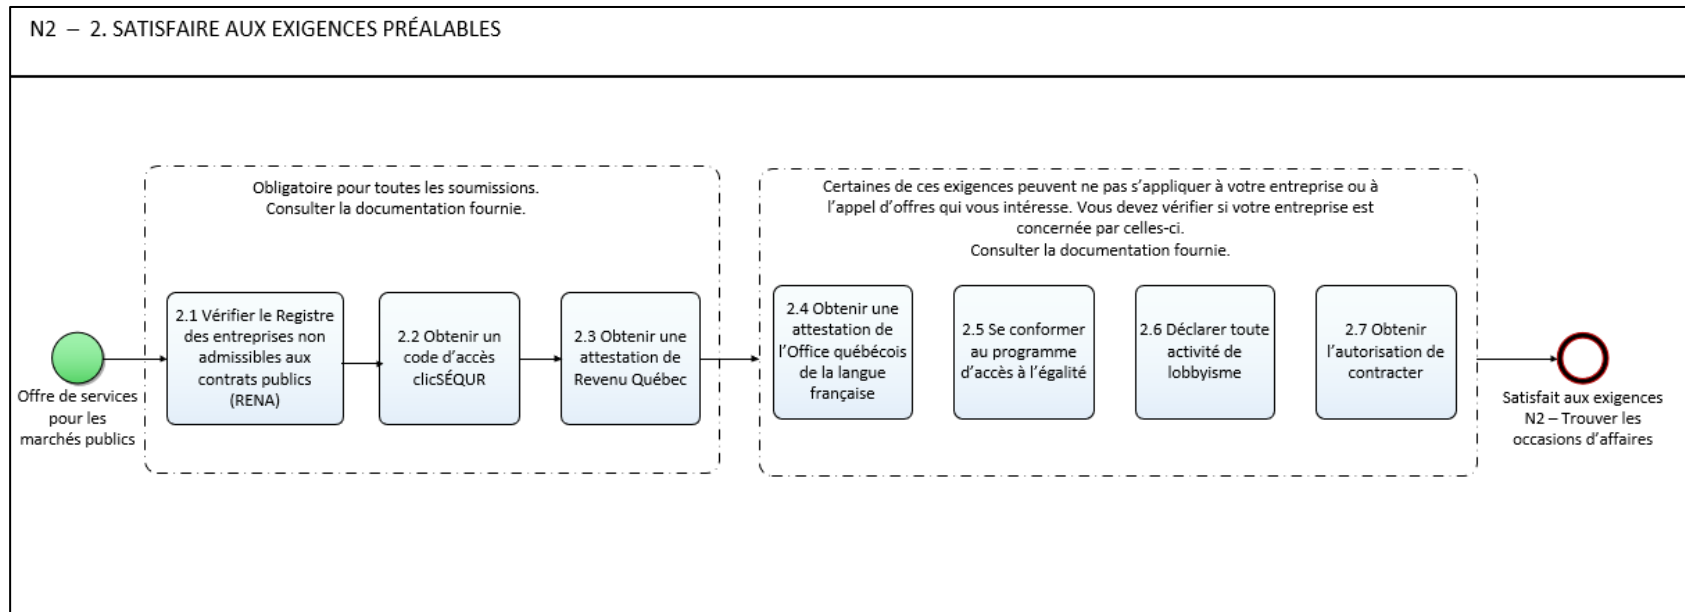 N2 – 2. SATISFAIRE AUX EXIGENCES PRÉALABLES
Obligatoire pour toutes les soumissions.
Consulter la documentation fournie.
Certaines de ces exigences peuvent ne pas s'appliquer à votre entreprise ou à
l'appel d'offres qui vous intéresse. Vous devez vérifier si votre entreprise est
concernée par celles-ci.
Consulter la documentation fournie.
Offre de services
pour les
marchés publics
2.1 Vérifier le Registre
des entreprises non
admissibles aux
contrats publics
(RENA)
2.2 Obtenir un
code d'accès
clicSÉQUR
2.3 Obtenir une
attestation de
Revenu Québec
2.4 Obtenir une
attestation de
l'Office québécois
de la langue
française
2.5 Se conformer
au programme
d'accès à l'égalité
2.6 Déclarer toute
activité de
lobbyisme
2.7 Obtenir
l'autorisation de
contracter
Satisfait aux exigences
N2 – Trouver les
occasions d'affaires